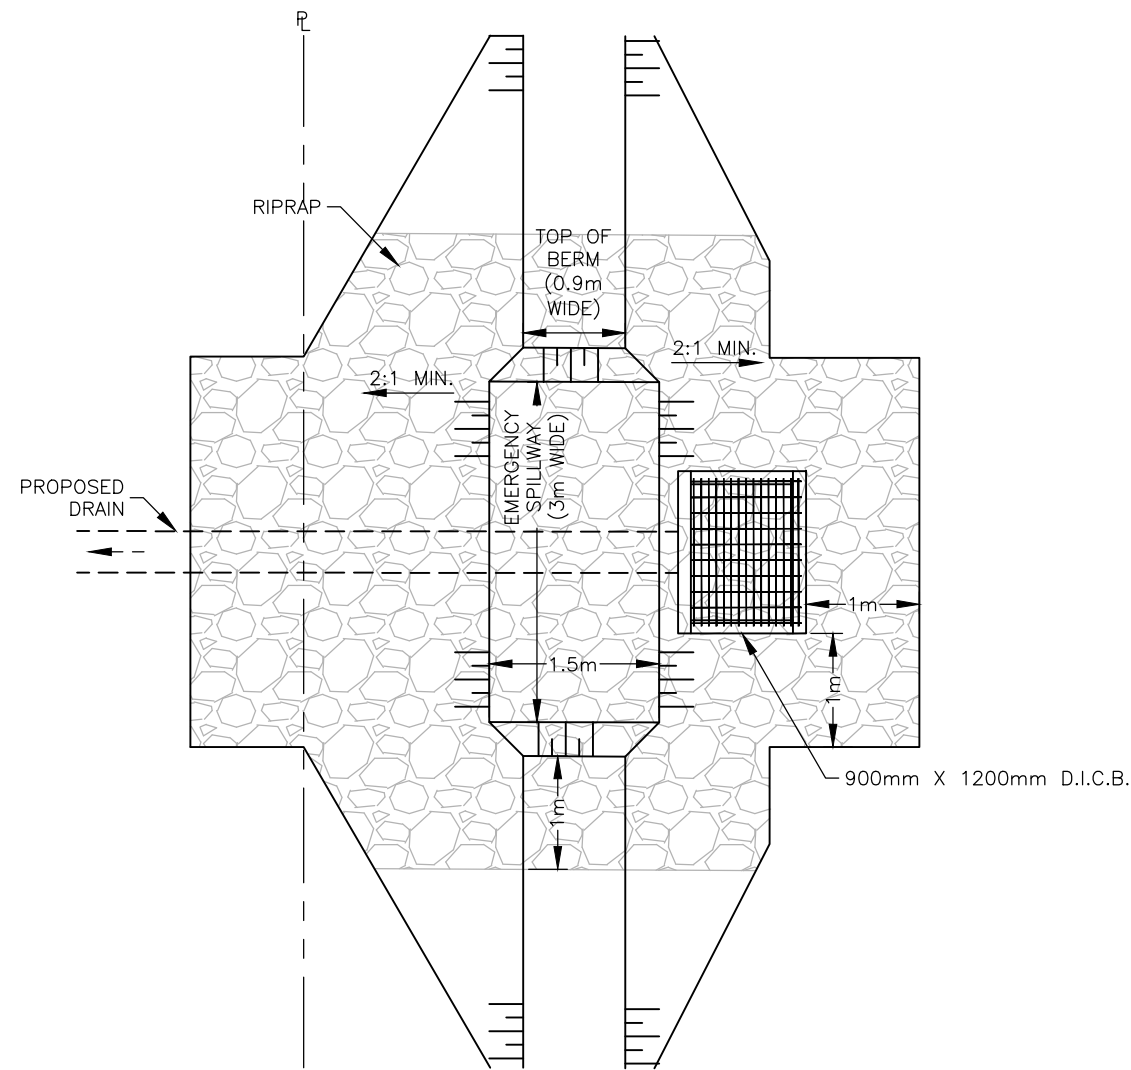 PL
RIPRAP
TOP OF
BERM
(0.9m
WIDE)
2:1 MIN.
2:1 MIN.
EMERGENCY
SPILLWAY
(3m WIDE)
PROPOSED
DRAIN
1m
1.5m
1m
900mm X 1200mm D.I.C.B.
1m